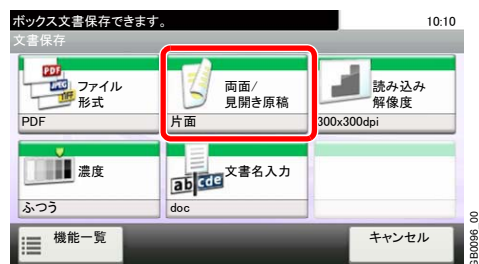 ボックス文書保存できます。
10:10
文書保存
PDF
JPEG
TIFF
ファイル
形式
PDF
両面/
見開き原稿
片面
読み込み
解像度
300x300dpi
濃度
ふつう
ab cde
文書名入力
doc
機能一覧
キャンセル
GB0096_00